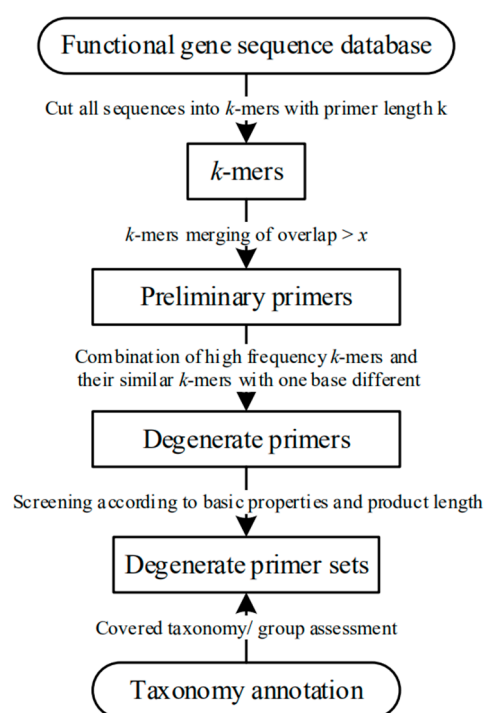 Functional gene sequence database
Cut all sequences into k-mers with primer length k
k-mers
k-mers merging of overlap > x
Preliminary primers
Combination of high frequency k-mers and
their similar k-mers with one base different
Degenerate primers
Screening according to basic properties and product length
Degenerate primer sets
Covered taxonomy/ group assessment
Taxonomy annotation